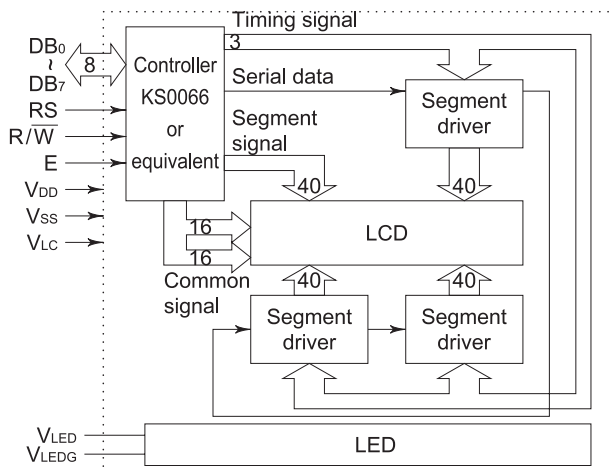 Timing signal
3
DB0
~
DB7
8
Controller
KS0066
or
equivalent
Serial data
Segment
driver
RS
R/W̅
E
Segment
signal
40
40
VDD
VSS
VLC
16
16
LCD
Common
signal
40
40
Segment
driver
Segment
driver
VLED
VLEDG
LED